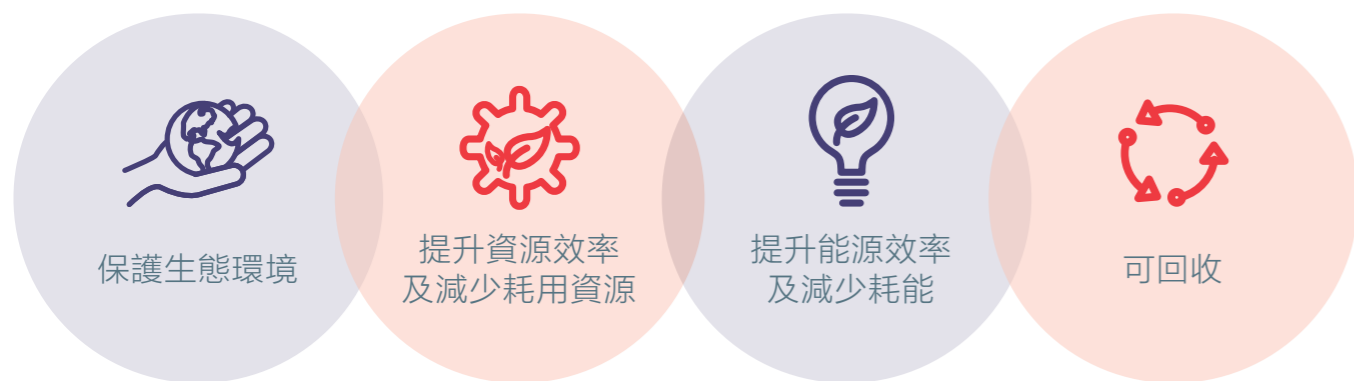 保護生態環境
提升資源效率
及減少耗用資源
提升能源效率
及減少耗能
可回收